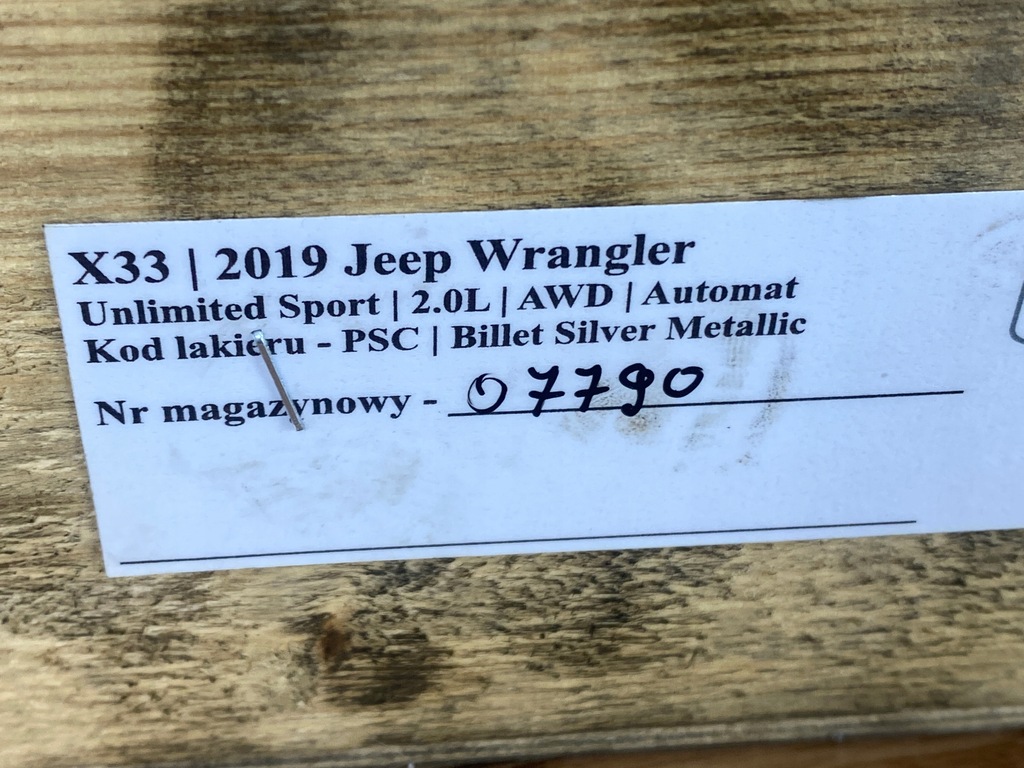 X33 | 2019 Jeep Wrangler
Unlimited Sport | 2.0L | AWD | Automat
Kod lakieru - PSC | Billet Silver Metallic
Nr magazynowy - 07790